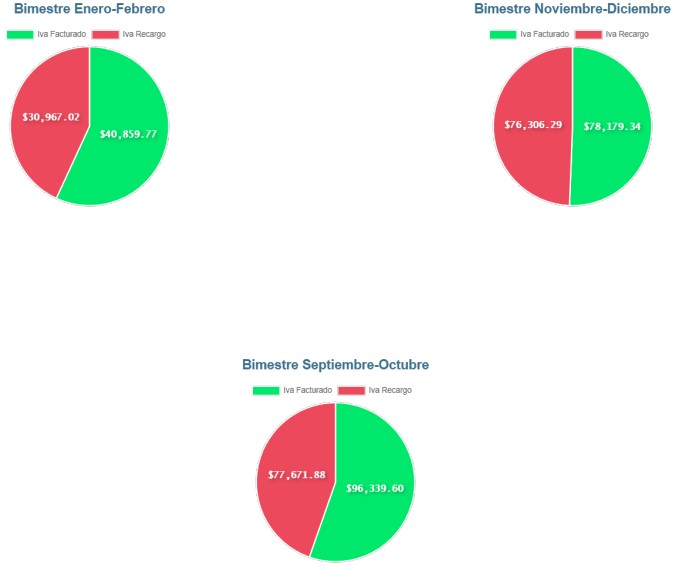 Bimestre Enero-Febrero
Iva Facturado Iva Recargo
$30,967.02
$40,859.77
Bimestre Noviembre-Diciembre
Iva Facturado Iva Recargo
$76,306.29
$78,179.34
Bimestre Septiembre-Octubre
Iva Facturado Iva Recargo
$77,671.88
$96,339.60